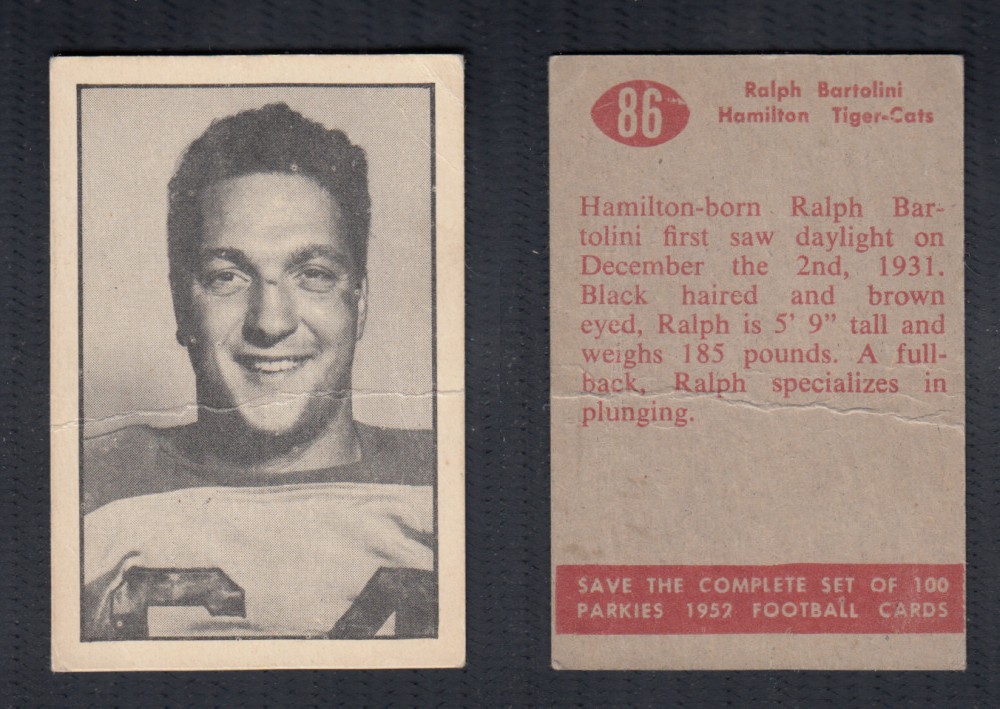 86
Ralph Bartolini
Hamilton Tiger-Cats
Hamilton-born Ralph Bar-
tolini first saw daylight on
December the 2nd, 1931.
Black haired and brown
eyed, Ralph is 5' 9" tall and
weighs 185 pounds. A full-
back, Ralph specializes in
plunging.
SAVE THE COMPLETE SET OF 100
PARKIES 1952 FOOTBALL CARDS